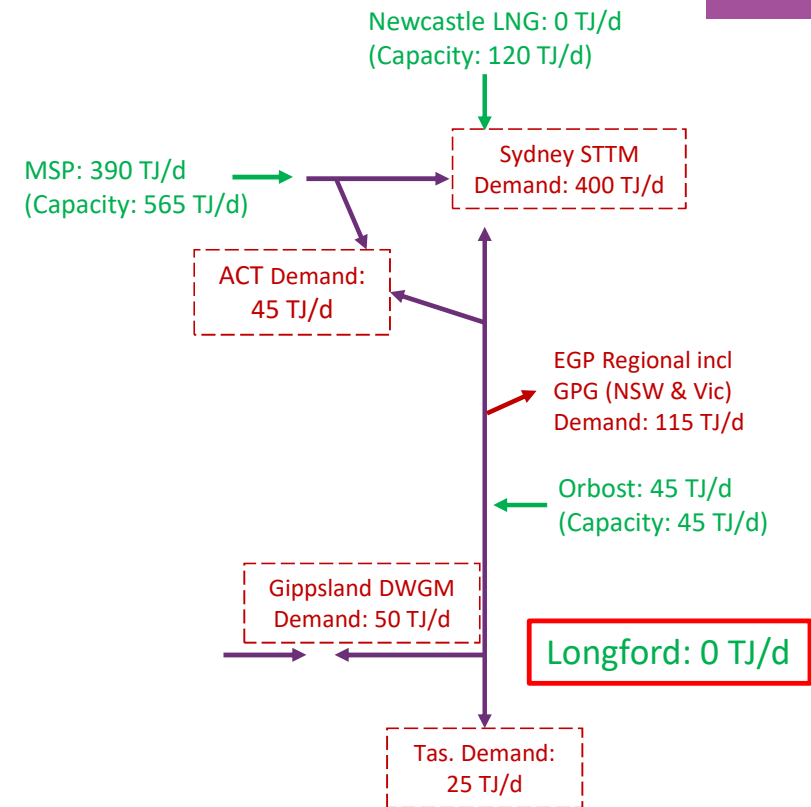 Newcastle LNG: 0 TJ/d
(Capacity: 120 TJ/d)
Sydney STTM
Demand: 400 TJ/d
MSP: 390 TJ/d
(Capacity: 565 TJ/d)
ACT Demand:
45 TJ/d
EGP Regional incl
GPG (NSW & Vic)
Demand: 115 TJ/d
Orbost: 45 TJ/d
(Capacity: 45 TJ/d)
Gippsland DWGM
Demand: 50 TJ/d
Longford: 0 TJ/d
Tas. Demand:
25 TJ/d